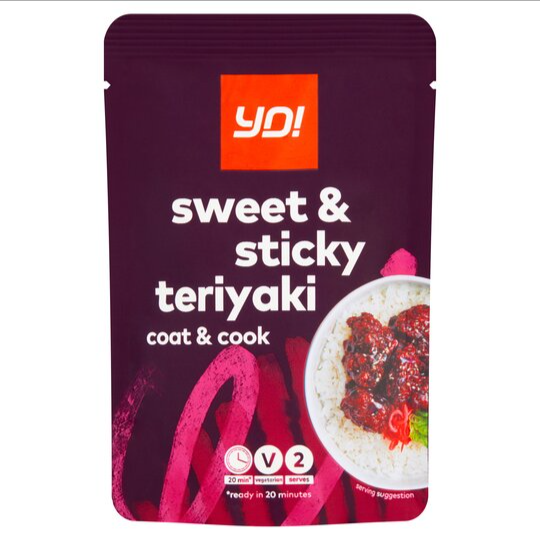 YO!
sweet &
sticky
teriyaki
coat & cook
V 2
20 min* vegetarian serves
*ready in 20 minutes
serving suggestion